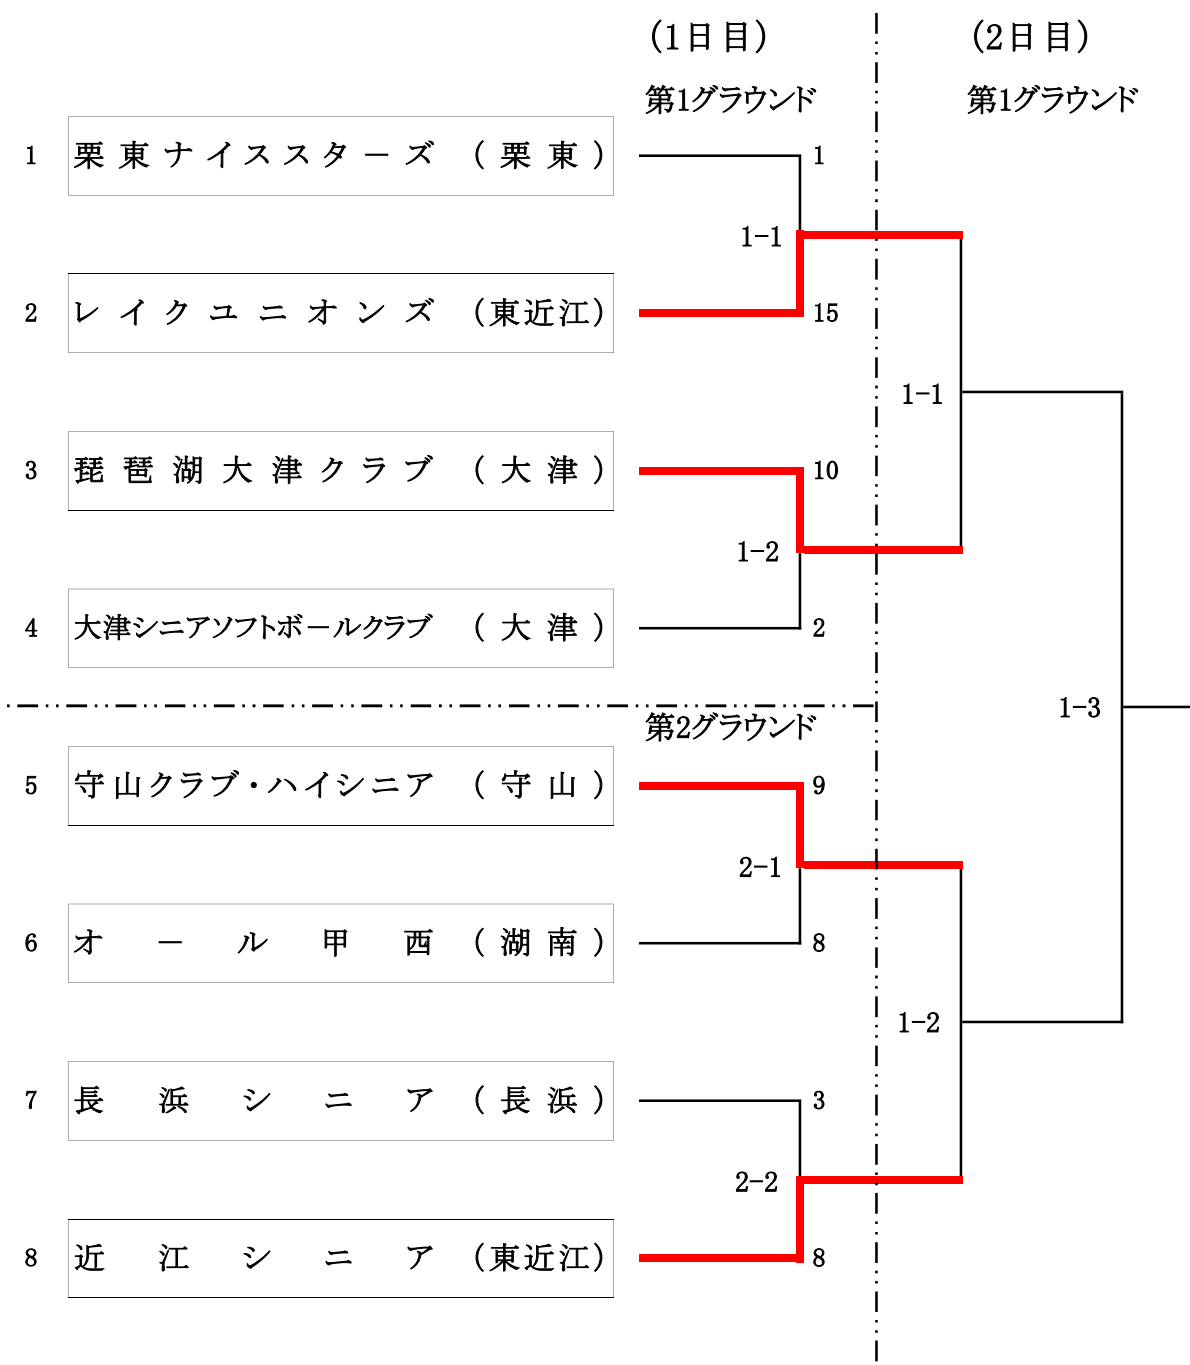 (1日目) (2日目)
第1グラウンド 第1グラウンド
1 栗東ナイススターズ (栗東) 1
1-1
2 レイクユニオンズ (東近江) 15
1-1
3 琵琶湖大津クラブ (大津) 10
1-2
4 大津シニアソフトボールクラブ (大津) 2
1-3
第2グラウンド
5 守山クラブ・ハイシニア (守山) 9
2-1
6 オール甲西 (湖南) 8
1-2
7 長浜シニア (長浜) 3
2-2
8 近江シニア (東近江) 8